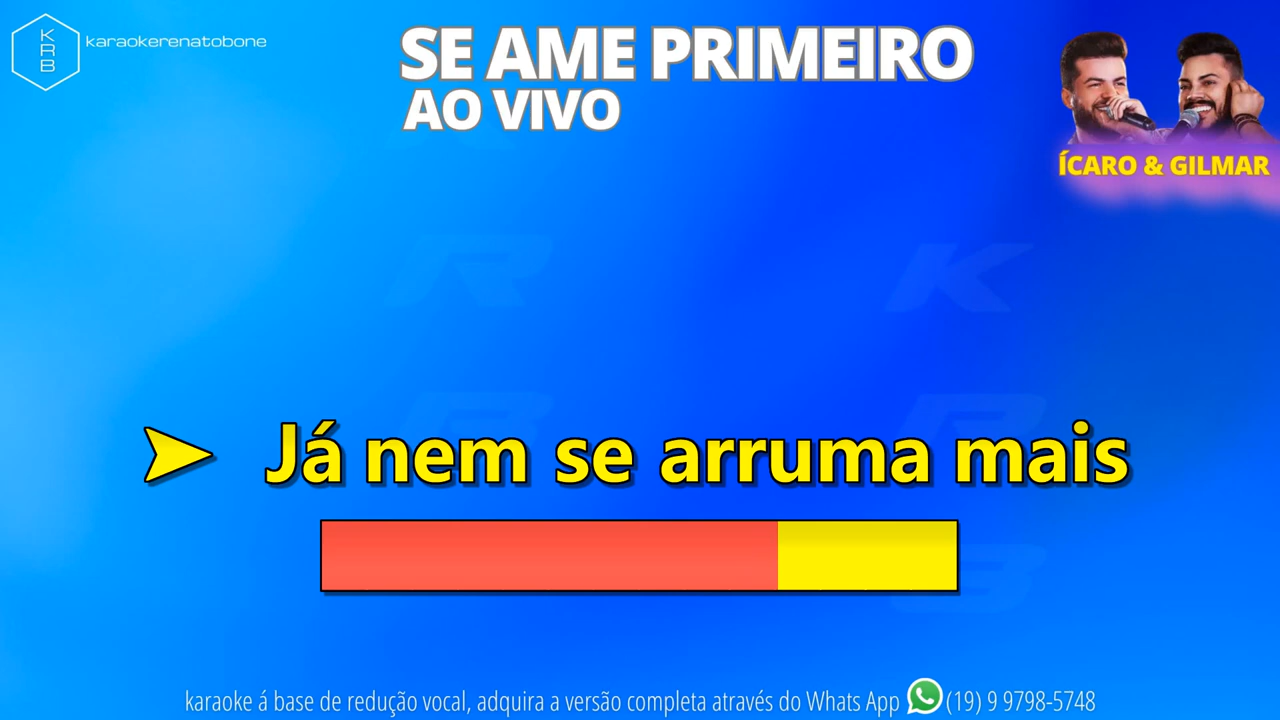 KRB
karaokerenatobone
SE AME PRIMEIRO
AO VIVO
ÍCARO & GILMAR
R K
B R
B
Já nem se arruma mais
karaoke á base de redução vocal, adquira a versão completa através do Whats App (19) 9 9798-5748